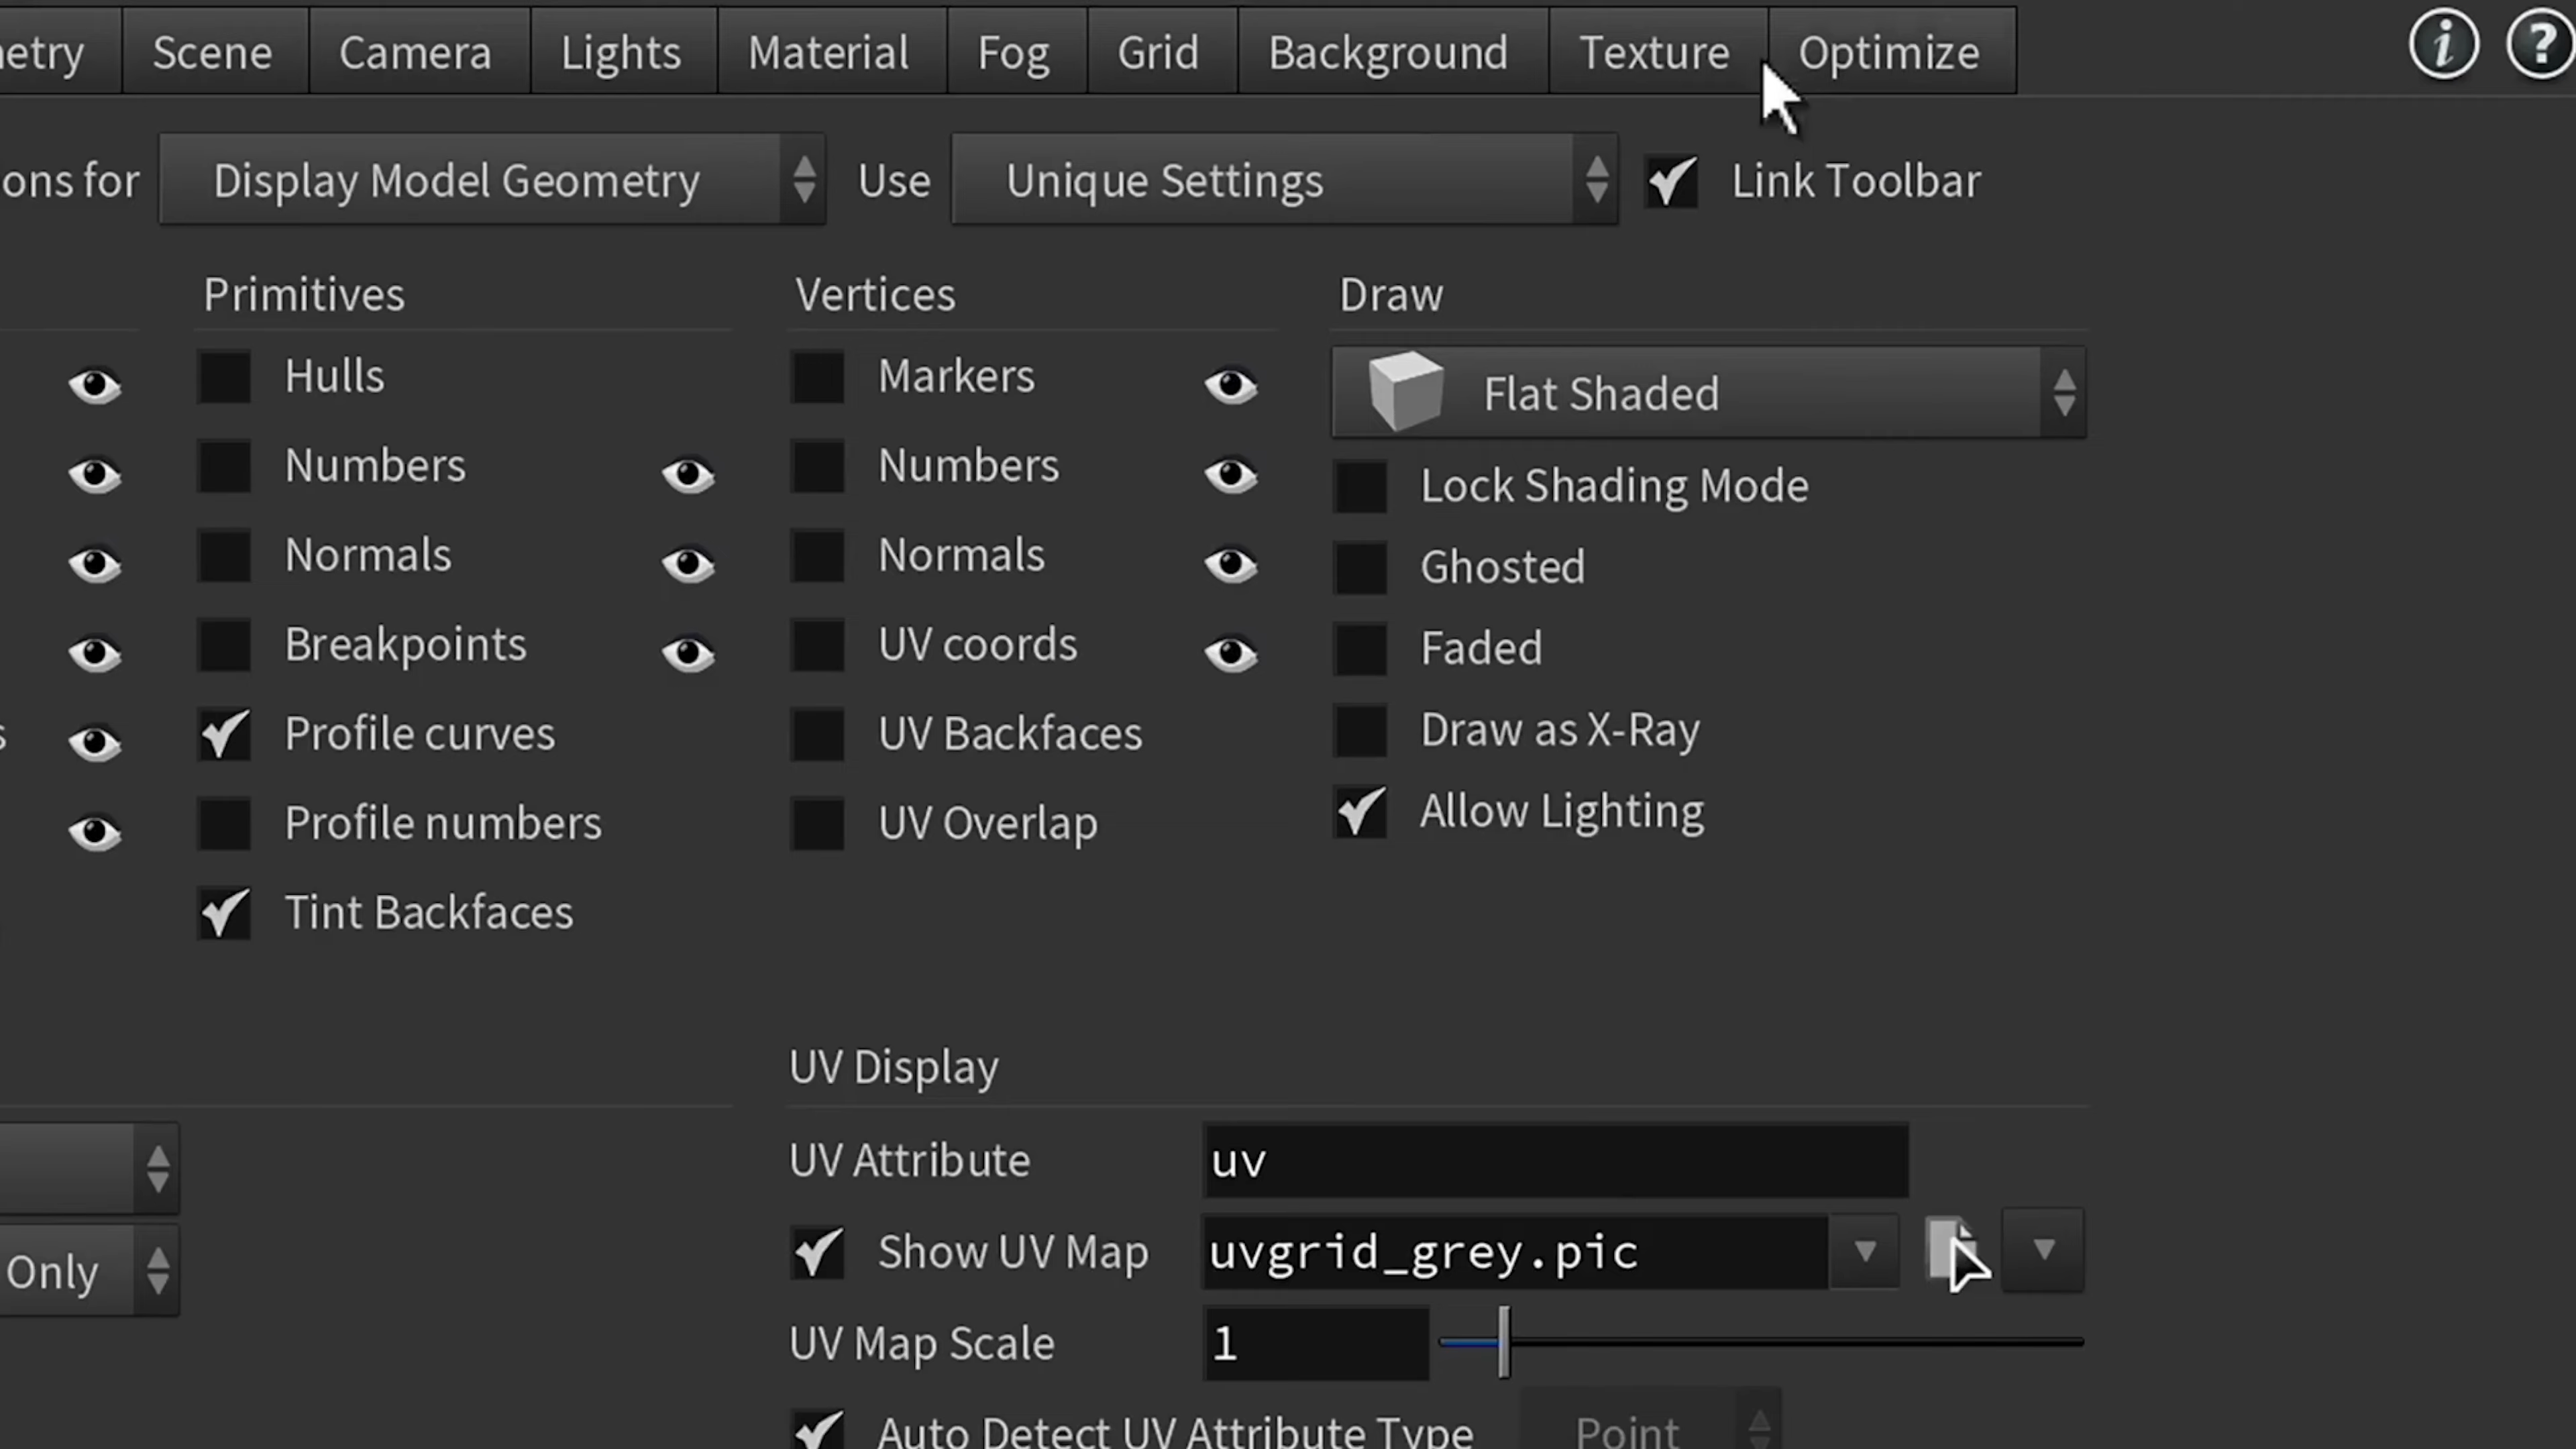 etry Scene Camera Lights Material Fog Grid Background Texture Optimize i ?
ons for Display Model Geometry Use Unique Settings Link Toolbar
Primitives Vertices Draw
Hulls Markers Flat Shaded
Numbers Numbers Lock Shading Mode
Normals Normals Ghosted
Breakpoints UV coords Faded
s Profile curves UV Backfaces Draw as X-Ray
Profile numbers UV Overlap Allow Lighting
Tint Backfaces
UV Display
UV Attribute uv
Only Show UV Map uvgrid_grey.pic
UV Map Scale 1
Auto Detect UV Attribute Type Point